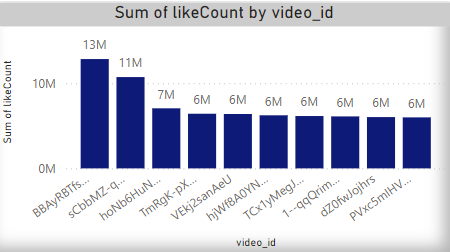 Sum of likeCount by video_id
Sum of likeCount
10M
0M
13M
11M
7M
6M
6M
6M
6M
6M
6M
6M
BBAyRBTfs...
sCbbMZ-q...
hoNb6HuN...
TmRgK-pX...
VEkj2sanAeU
hjWf8A0YN...
TCx1yMegJ...
1--qqQrim...
dZ0fwJojhrs
PVxc5mIHV...
video_id